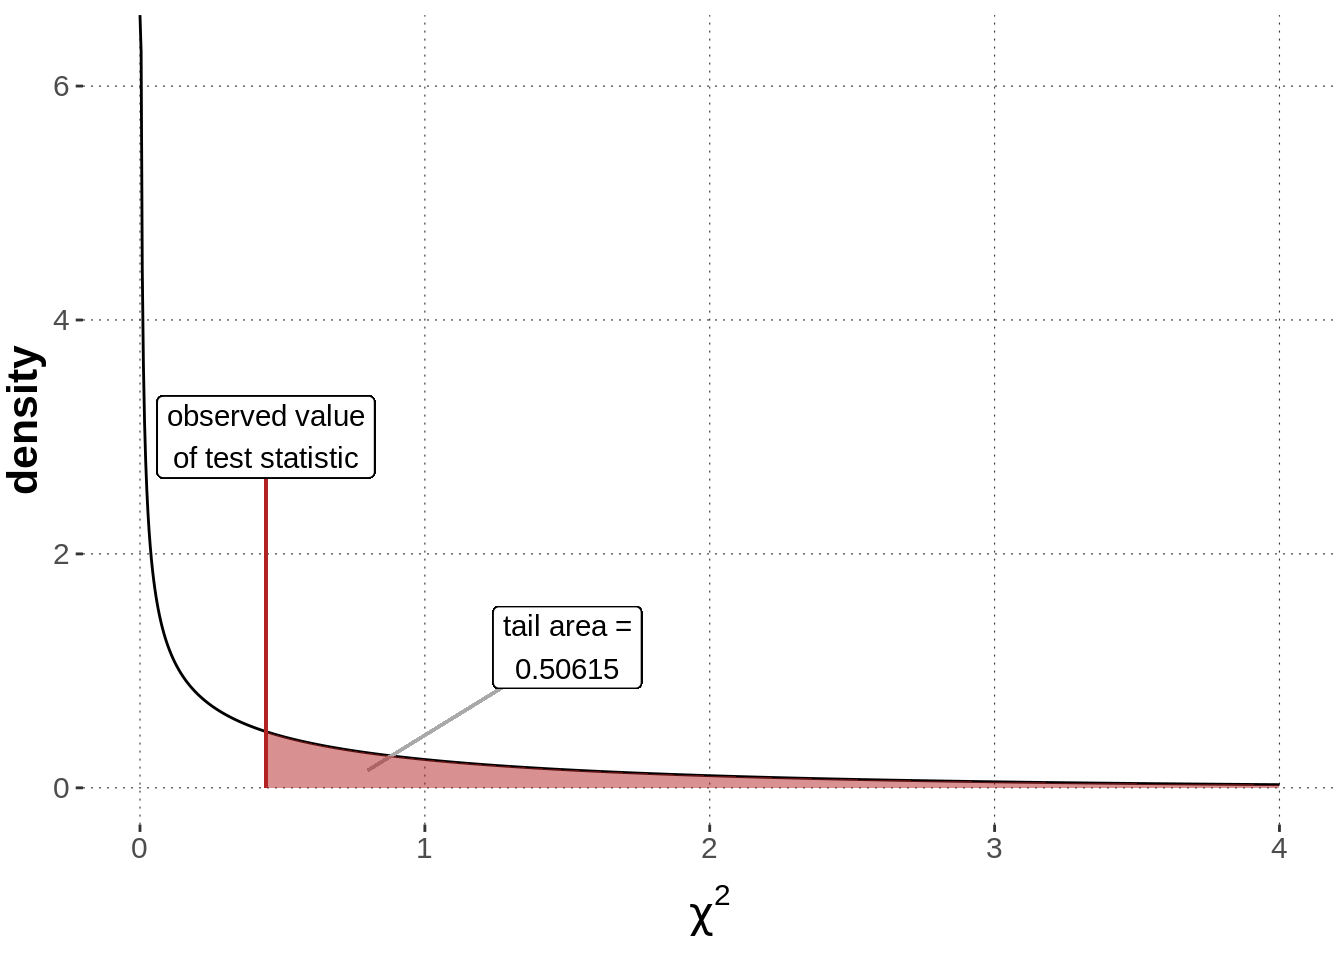 6
4
2
0
density
observed value
of test statistic
tail area =
0.50615
0
1
2
3
4
χ²